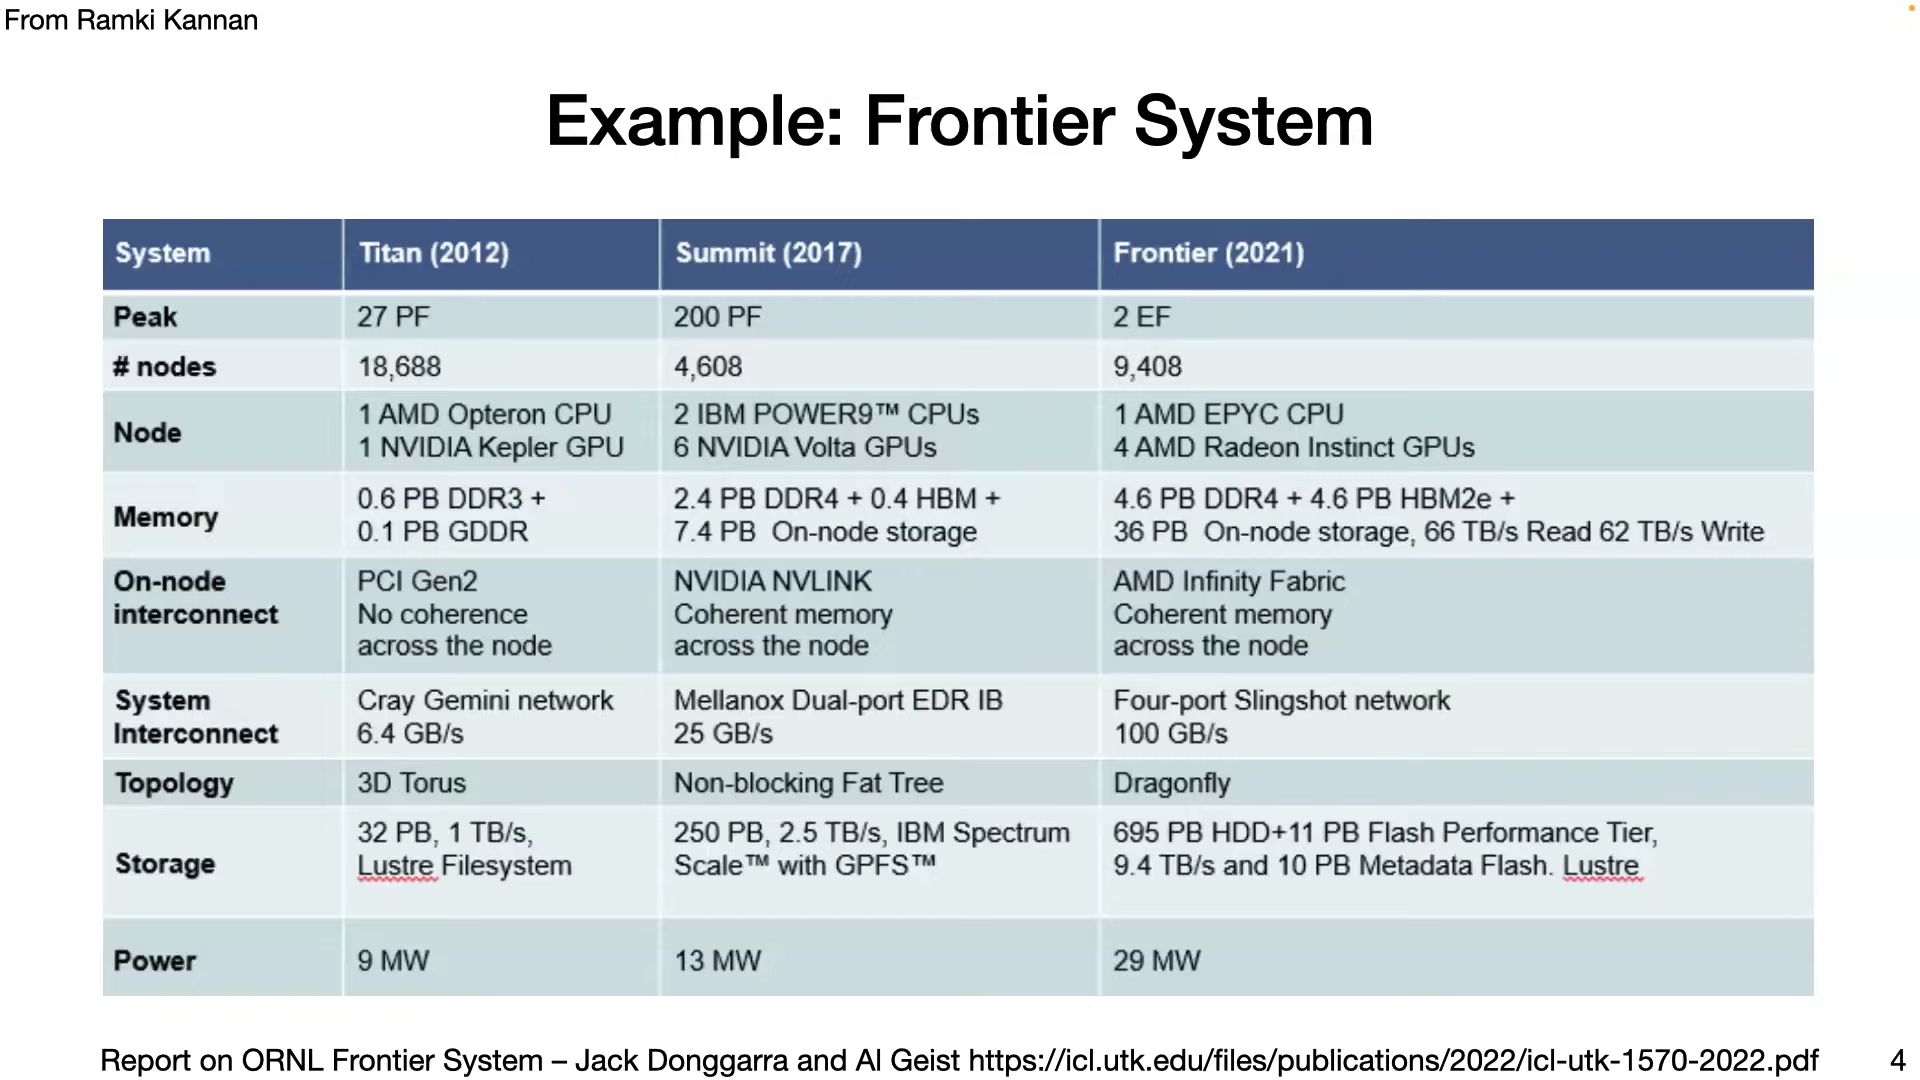 From Ramki Kannan
Example: Frontier System
System Titan (2012) Summit (2017) Frontier (2021)
Peak 27 PF 200 PF 2 EF
# nodes 18,688 4,608 9,408
Node
1 AMD Opteron CPU
1 NVIDIA Kepler GPU
2 IBM POWER9™ CPUs
6 NVIDIA Volta GPUs
1 AMD EPYC CPU
4 AMD Radeon Instinct GPUs
Memory
0.6 PB DDR3 +
0.1 PB GDDR
2.4 PB DDR4 + 0.4 HBM +
7.4 PB On-node storage
4.6 PB DDR4 + 4.6 PB HBM2e +
36 PB On-node storage, 66 TB/s Read 62 TB/s Write
On-node
interconnect
PCI Gen2
No coherence
across the node
NVIDIA NVLINK
Coherent memory
across the node
AMD Infinity Fabric
Coherent memory
across the node
System
Interconnect
Cray Gemini network
6.4 GB/s
Mellanox Dual-port EDR IB
25 GB/s
Four-port Slingshot network
100 GB/s
Topology 3D Torus Non-blocking Fat Tree Dragonfly
Storage
32 PB, 1 TB/s,
Lustre Filesystem
250 PB, 2.5 TB/s, IBM Spectrum
Scale™ with GPFS™
695 PB HDD+11 PB Flash Performance Tier,
9.4 TB/s and 10 PB Metadata Flash. Lustre
Power 9 MW 13 MW 29 MW
Report on ORNL Frontier System – Jack Donggarra and Al Geist https://icl.utk.edu/files/publications/2022/icl-utk-1570-2022.pdf
4